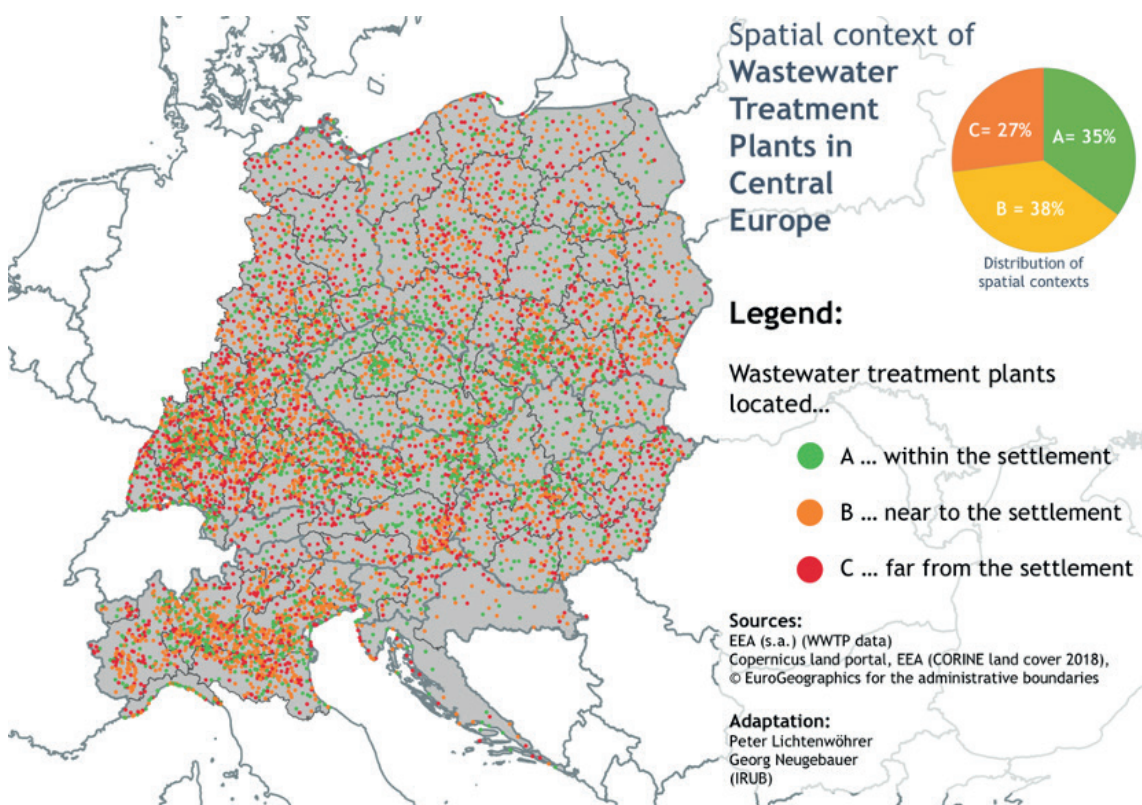 Spatial context of
Wastewater
Treatment
Plants in
Central
Europe
C= 27%
A= 35%
B = 38%
Distribution of
spatial contexts
Legend:
Wastewater treatment plants
located…
A … within the settlement
B … near to the settlement
C … far from the settlement
Sources:
EEA (s.a.) (WWTP data)
Copernicus land portal, EEA (CORINE land cover 2018),
© EuroGeographics for the administrative boundaries
Adaptation:
Peter Lichtenwöhrer
Georg Neugebauer
(IRUB)